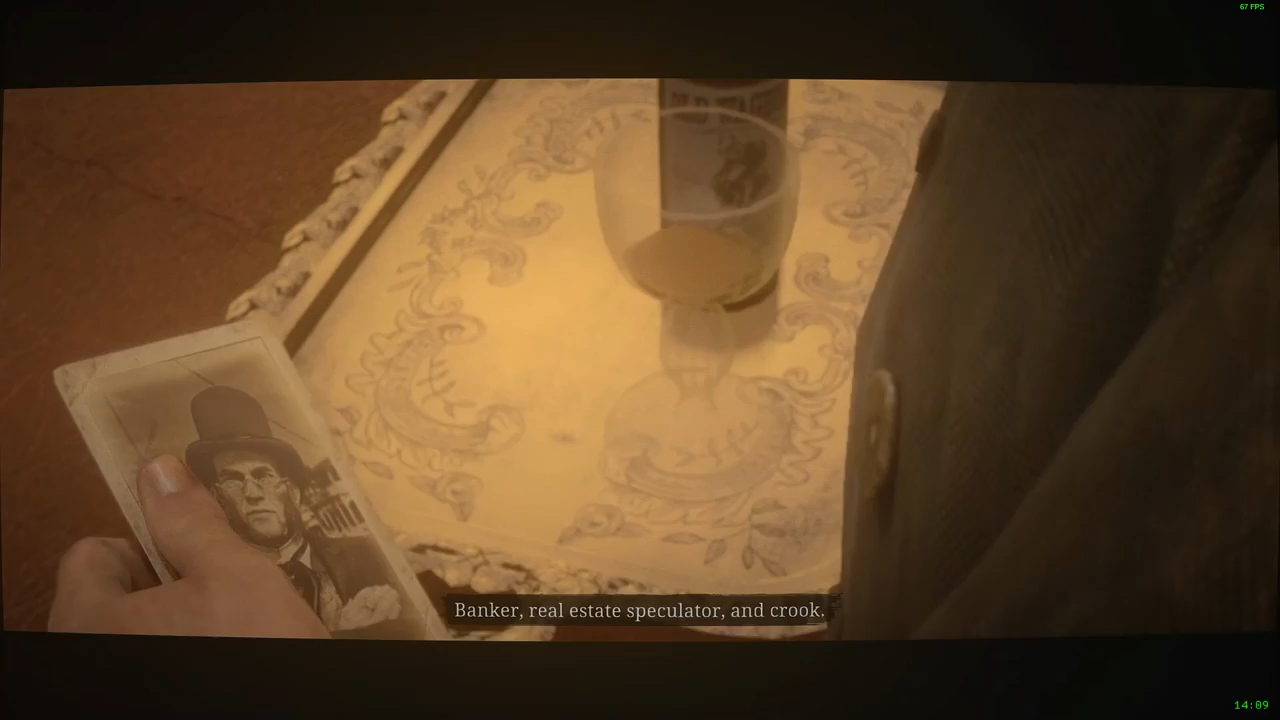 67 FPS
Banker, real estate speculator, and crook.
14:09